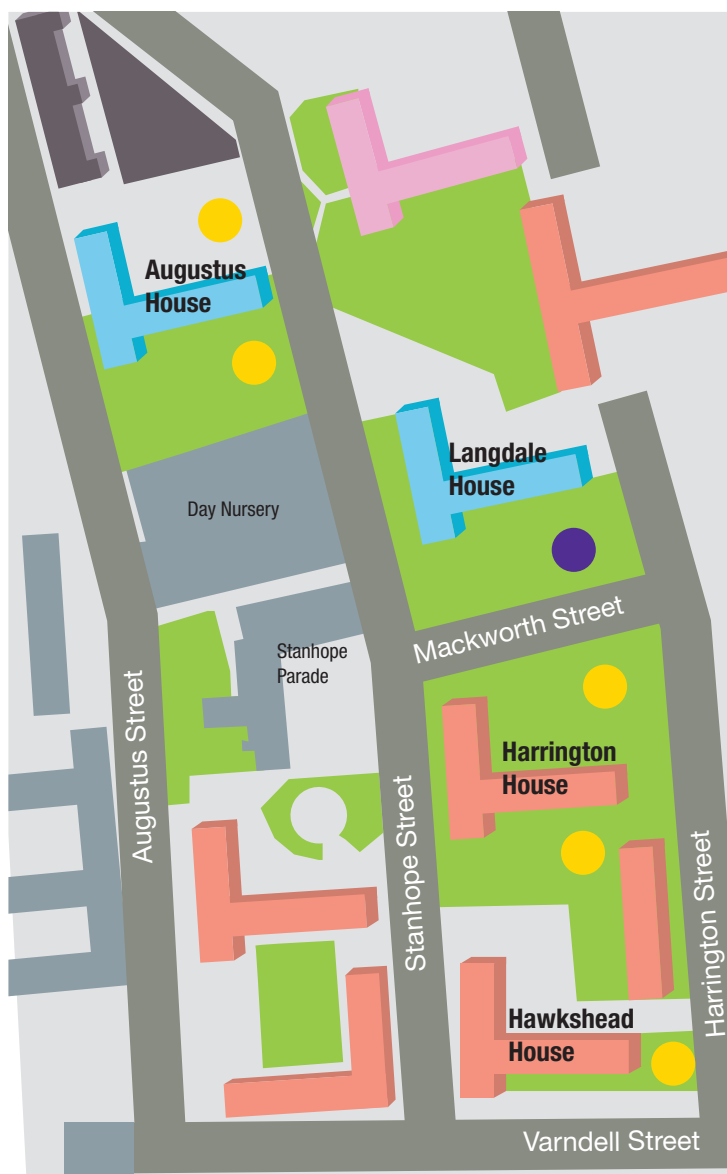 Augustus
House
Langdale
House
Day Nursery
Mackworth Street
Stanhope
Parade
Augustus Street
Harrington
House
Stanhope Street
Harrington Street
Hawkshead
House
Varndell Street